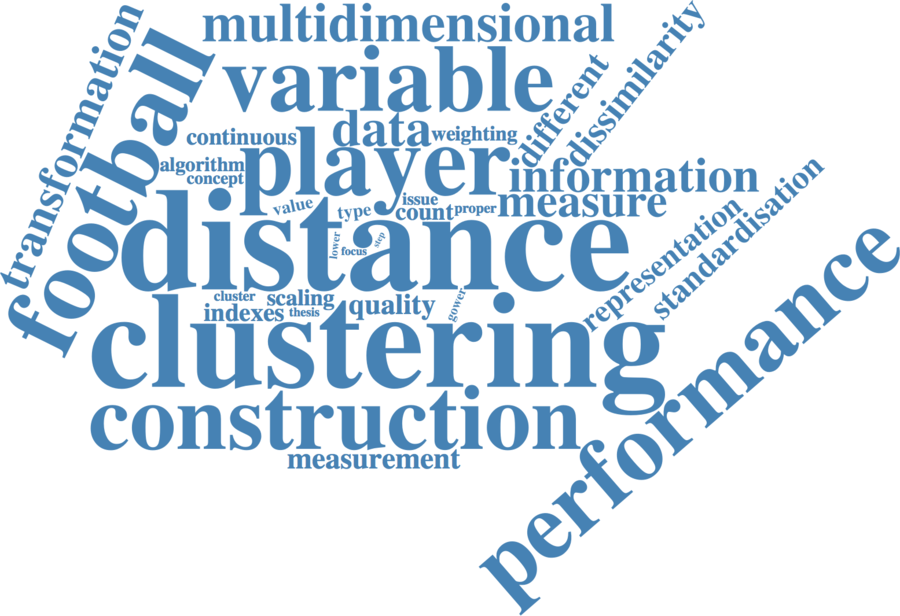 multidimensional
transformation
football
variable
different
dissimilarity
continuous
data
weighting
algorithm
concept
player
information
value
type
issue
count
proper
measure
distance
lower
focus
step
representation
standardisation
cluster
scaling
indexes
thesis
quality
gower
clustering
performance
construction
measurement